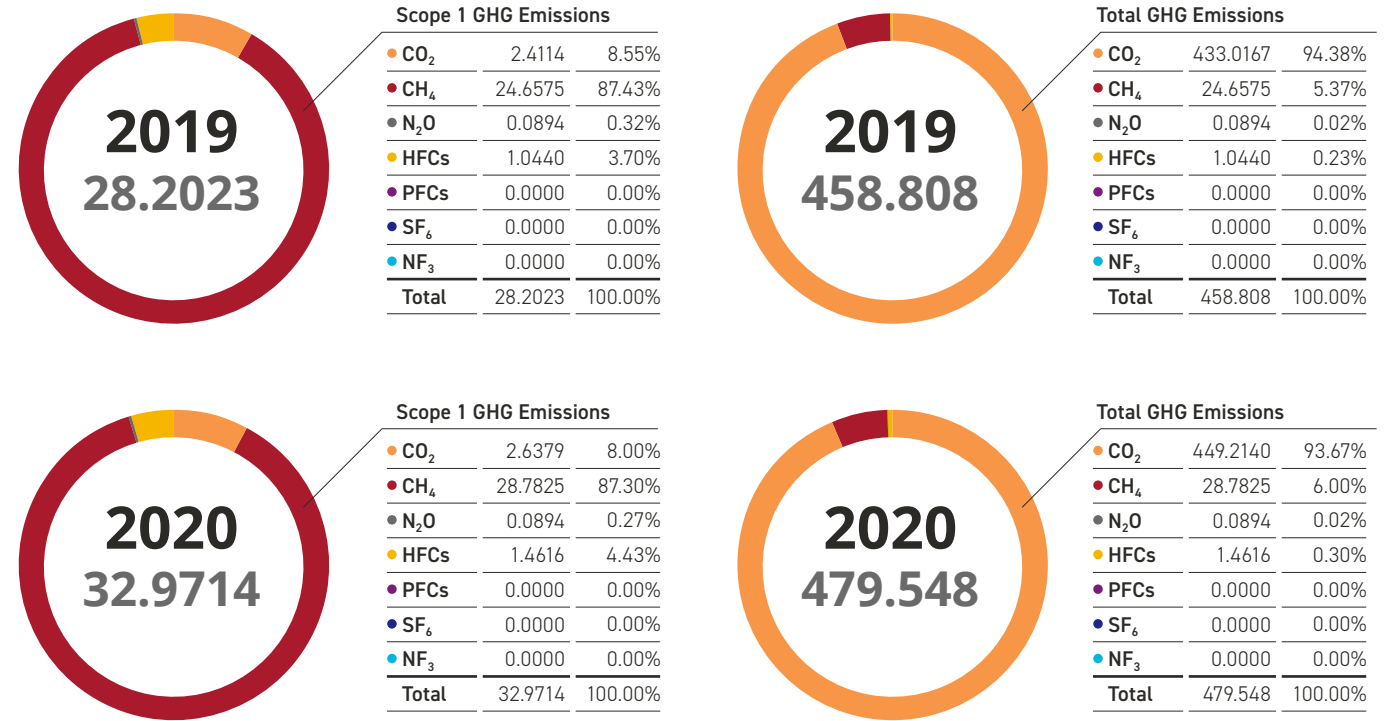 Scope 1 GHG Emissions
2019
28.2023
CO₂ 2.4114 8.55%
CH₄ 24.6575 87.43%
N₂O 0.0894 0.32%
HFCs 1.0440 3.70%
PFCs 0.0000 0.00%
SF₆ 0.0000 0.00%
NF₃ 0.0000 0.00%
Total 28.2023 100.00%
Total GHG Emissions
2019
458.808
CO₂ 433.0167 94.38%
CH₄ 24.6575 5.37%
N₂O 0.0894 0.02%
HFCs 1.0440 0.23%
PFCs 0.0000 0.00%
SF₆ 0.0000 0.00%
NF₃ 0.0000 0.00%
Total 458.808 100.00%
Scope 1 GHG Emissions
2020
32.9714
CO₂ 2.6379 8.00%
CH₄ 28.7825 87.30%
N₂O 0.0894 0.27%
HFCs 1.4616 4.43%
PFCs 0.0000 0.00%
SF₆ 0.0000 0.00%
NF₃ 0.0000 0.00%
Total 32.9714 100.00%
Total GHG Emissions
2020
479.548
CO₂ 449.2140 93.67%
CH₄ 28.7825 6.00%
N₂O 0.0894 0.02%
HFCs 1.4616 0.30%
PFCs 0.0000 0.00%
SF₆ 0.0000 0.00%
NF₃ 0.0000 0.00%
Total 479.548 100.00%